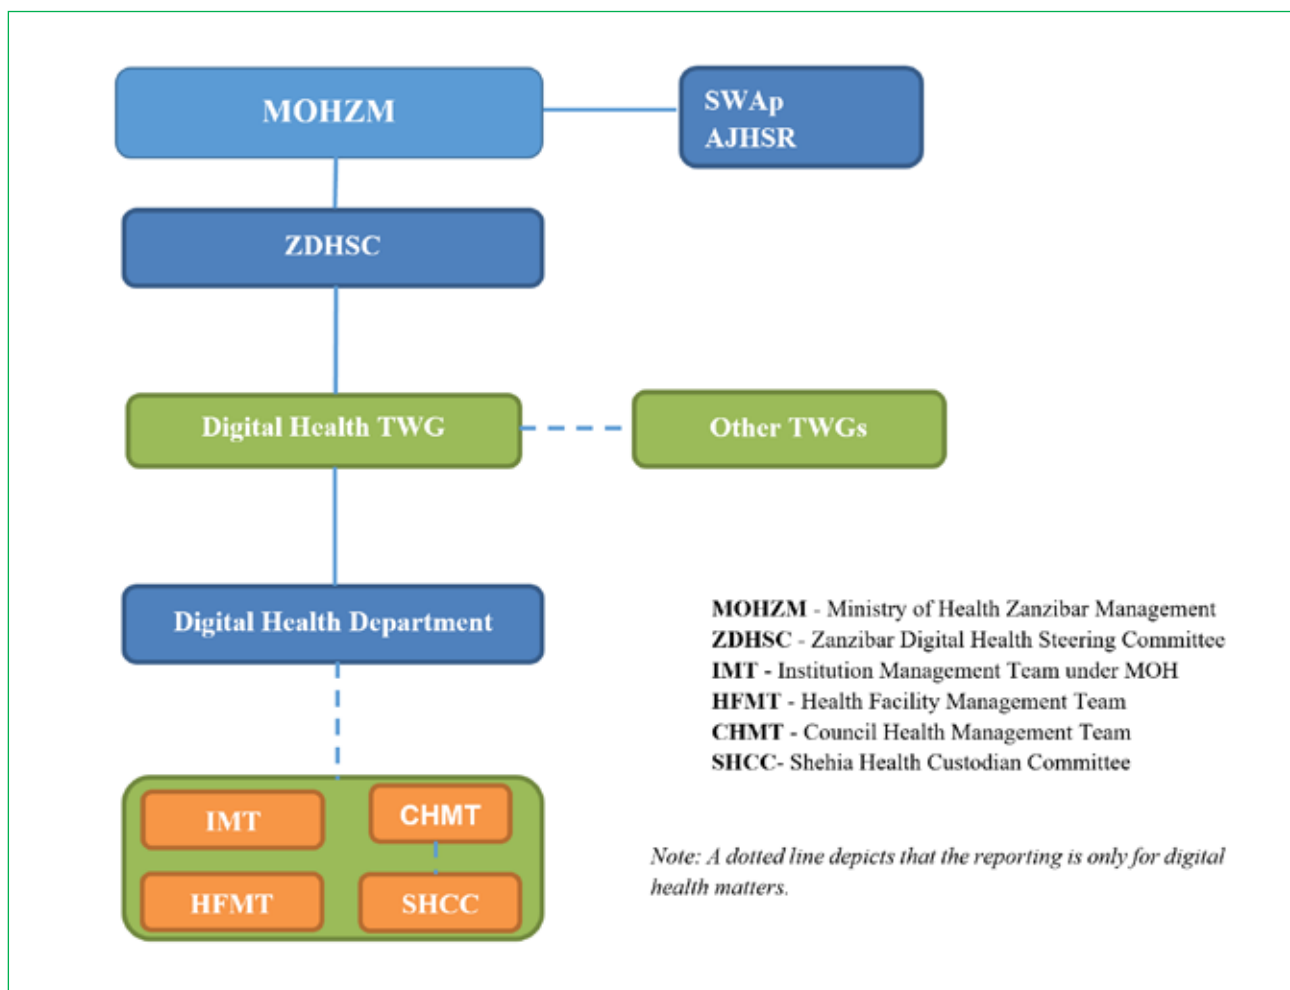 MOHZM
SWAp
AJHSR
ZDHSC
Digital Health TWG
Other TWGs
Digital Health Department
MOHZM - Ministry of Health Zanzibar Management
ZDHSC - Zanzibar Digital Health Steering Committee
IMT - Institution Management Team under MOH
HFMT - Health Facility Management Team
CHMT - Council Health Management Team
SHCC- Shehia Health Custodian Committee
IMT
CHMT
HFMT
SHCC
Note: A dotted line depicts that the reporting is only for digital
health matters.